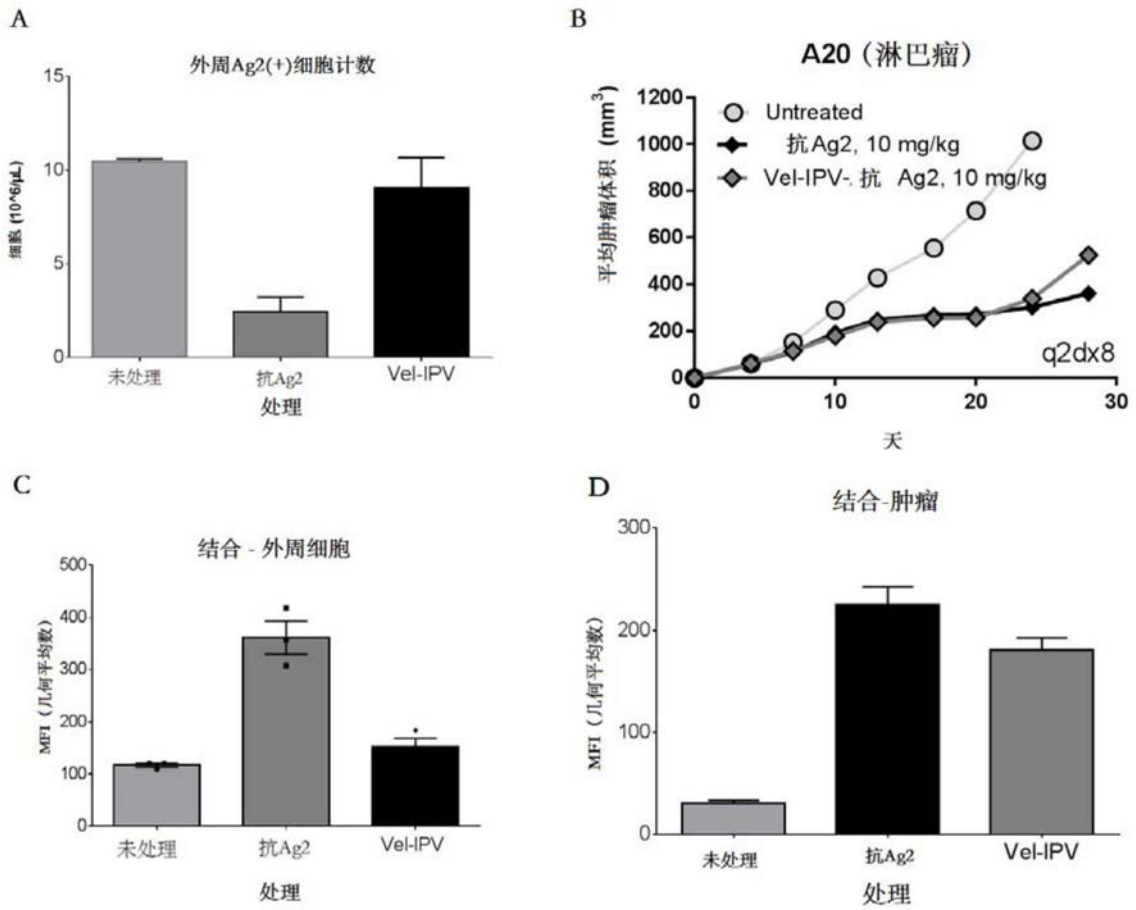 A
外周Ag2(+)细胞计数
细胞 (10^6/μL)
15
10
5
0
未处理
抗Ag2
Vel-IPV
处理
B
A20（淋巴瘤）
平均肿瘤体积 (mm³)
1200
1000
800
600
400
200
0
Untreated
抗Ag2, 10 mg/kg
Vel-IPV-. 抗 Ag2, 10 mg/kg
q2dx8
0
10
20
30
天
C
结合 - 外周细胞
MFI（几何平均数）
500
400
300
200
100
0
未处理
抗Ag2
Vel-IPV
处理
D
结合-肿瘤
MFI（几何平均数）
300
200
100
0
未处理
抗Ag2
Vel-IPV
处理